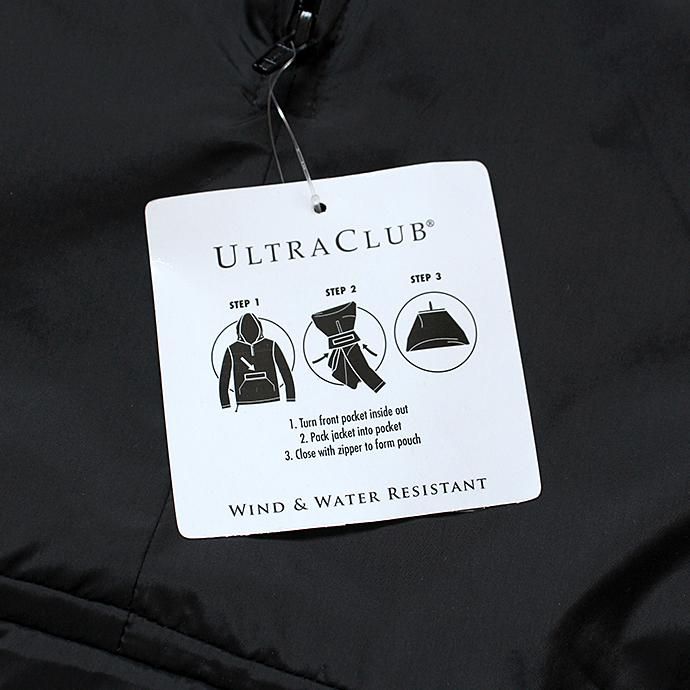 ULTRACLUB®
STEP 1
STEP 2
STEP 3
1. Turn front pocket inside out
2. Pack jacket into pocket
3. Close with zipper to form pouch
WIND & WATER RESISTANT